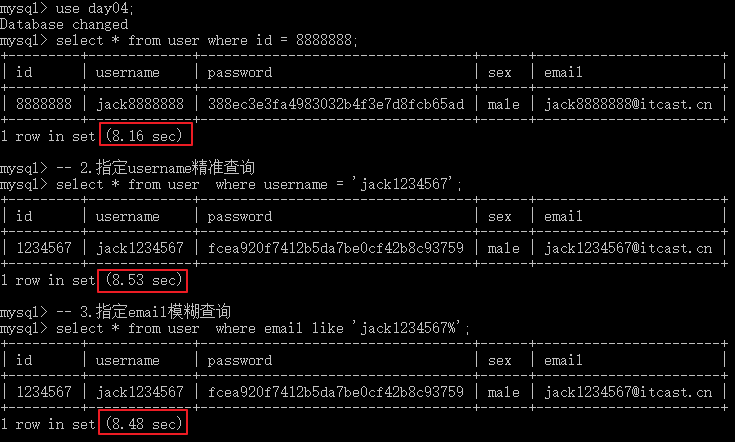 mysql> use day04;
Database changed
mysql> select * from user where id = 8888888;
| id | username | password | sex | email |
| 8888888 | jack8888888 | 388ec3e3fa4983032b4f3e7d8fcb65ad | male | jack8888888@itcast.cn |
1 row in set (8.16 sec)
mysql> -- 2.指定username精准查询
mysql> select * from user  where username = 'jack1234567';
| id | username | password | sex | email |
| 1234567 | jack1234567 | fcea920f7412b5da7be0cf42b8c93759 | male | jack1234567@itcast.cn |
1 row in set (8.53 sec)
mysql> -- 3.指定email模糊查询
mysql> select * from user  where email like 'jack1234567%';
| id | username | password | sex | email |
| 1234567 | jack1234567 | fcea920f7412b5da7be0cf42b8c93759 | male | jack1234567@itcast.cn |
1 row in set (8.48 sec)